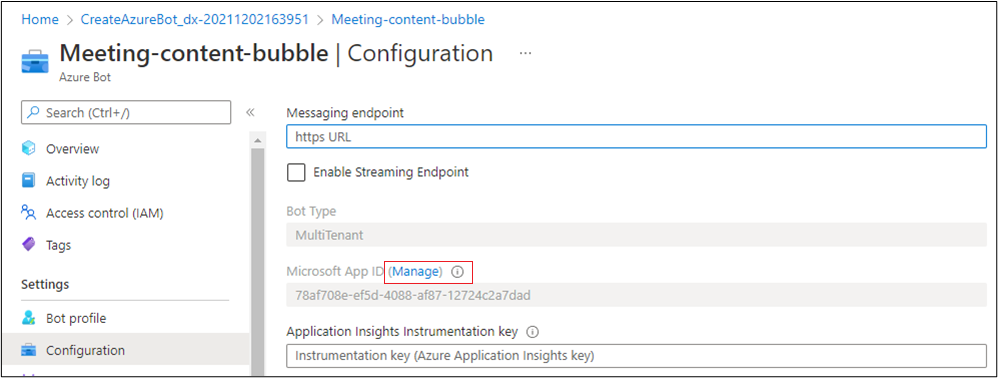 Home > CreateAzureBot_dx-20211202163951 > Meeting-content-bubble
Meeting-content-bubble | Configuration ...
Azure Bot
Search (Ctrl+/) «
Overview
Activity log
Access control (IAM)
Tags
Settings
Bot profile
Configuration
Messaging endpoint
https URL
Enable Streaming Endpoint
Bot Type
MultiTenant
Microsoft App ID (Manage)
78af708e-ef5d-4088-af87-12724c2a7dad
Application Insights Instrumentation key
Instrumentation key (Azure Application Insights key)